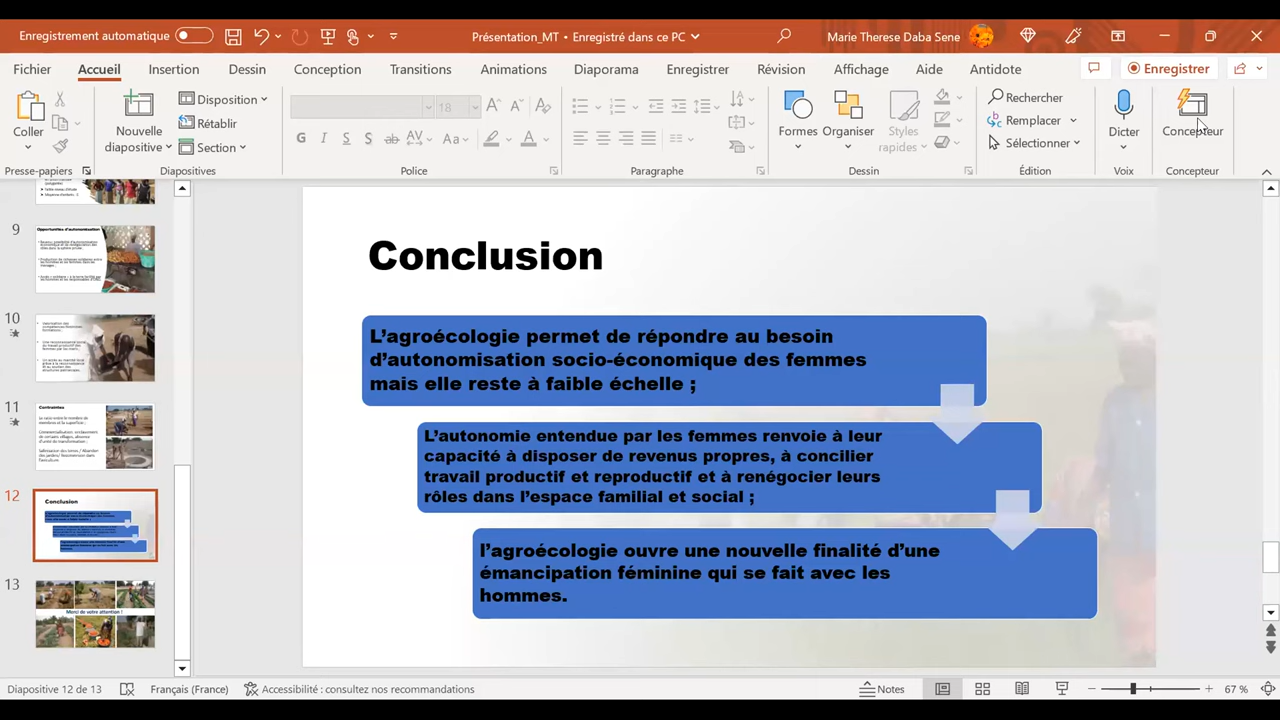 Enregistrement automatique
Présentation_MT • Enregistré dans ce PC
Marie Therese Daba Sene
Fichier Accueil Insertion Dessin Conception Transitions Animations Diaporama Enregistrer Révision Affichage Aide Antidote Enregistrer
Coller
Presse-papiers
Nouvelle
diapositive
Disposition
Rétablir
Section
Diapositives
18
G I S ab Aa A
Police
Paragraphe
Formes
Organiser
Styles
rapides
Dessin
Rechercher
Remplacer
Sélectionner
Édition
Dicter
Voix
Concepteur
Concepteur
9
Opportunités d'autonomisation
10
11
Contraintes
12
Conclusion
13
Merci de votre attention !
Conclusion
L'agroécologie permet de répondre au besoin
d'autonomisation socio-économique des femmes
mais elle reste à faible échelle ;
L'autonomie entendue par les femmes renvoie à leur
capacité à disposer de revenus propres, à concilier
travail productif et reproductif et à renégocier leurs
rôles dans l'espace familial et social ;
l'agroécologie ouvre une nouvelle finalité d'une
émancipation féminine qui se fait avec les
hommes.
Diapositive 12 de 13
Français (France)
Accessibilité : consultez nos recommandations
Notes
67 %